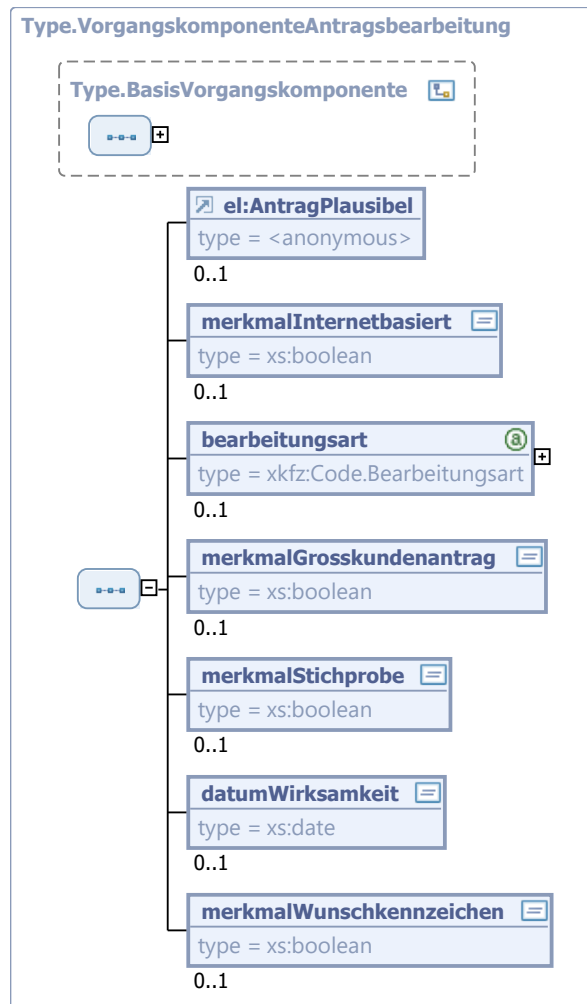 Type.VorgangskomponenteAntragsbearbeitung
Type.BasisVorgangskomponente
el:AntragPlausibel
type = <anonymous>
0..1
merkmalInternetbasiert
type = xs:boolean
0..1
bearbeitungsart
type = xkfz:Code.Bearbeitungsart
0..1
merkmalGrosskundenantrag
type = xs:boolean
0..1
merkmalStichprobe
type = xs:boolean
0..1
datumWirksamkeit
type = xs:date
0..1
merkmalWunschkennzeichen
type = xs:boolean
0..1